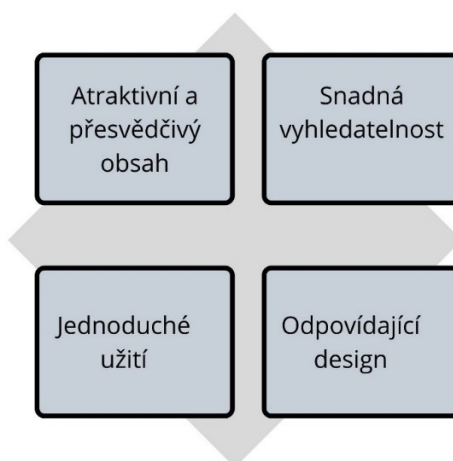 Atraktivní a
přesvědčivý
obsah
Snadná
vyhledatelnost
Jednoduché
užití
Odpovídající
design